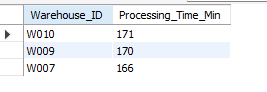 Warehouse_ID Processing_Time_Min
W010 171
W009 170
W007 166